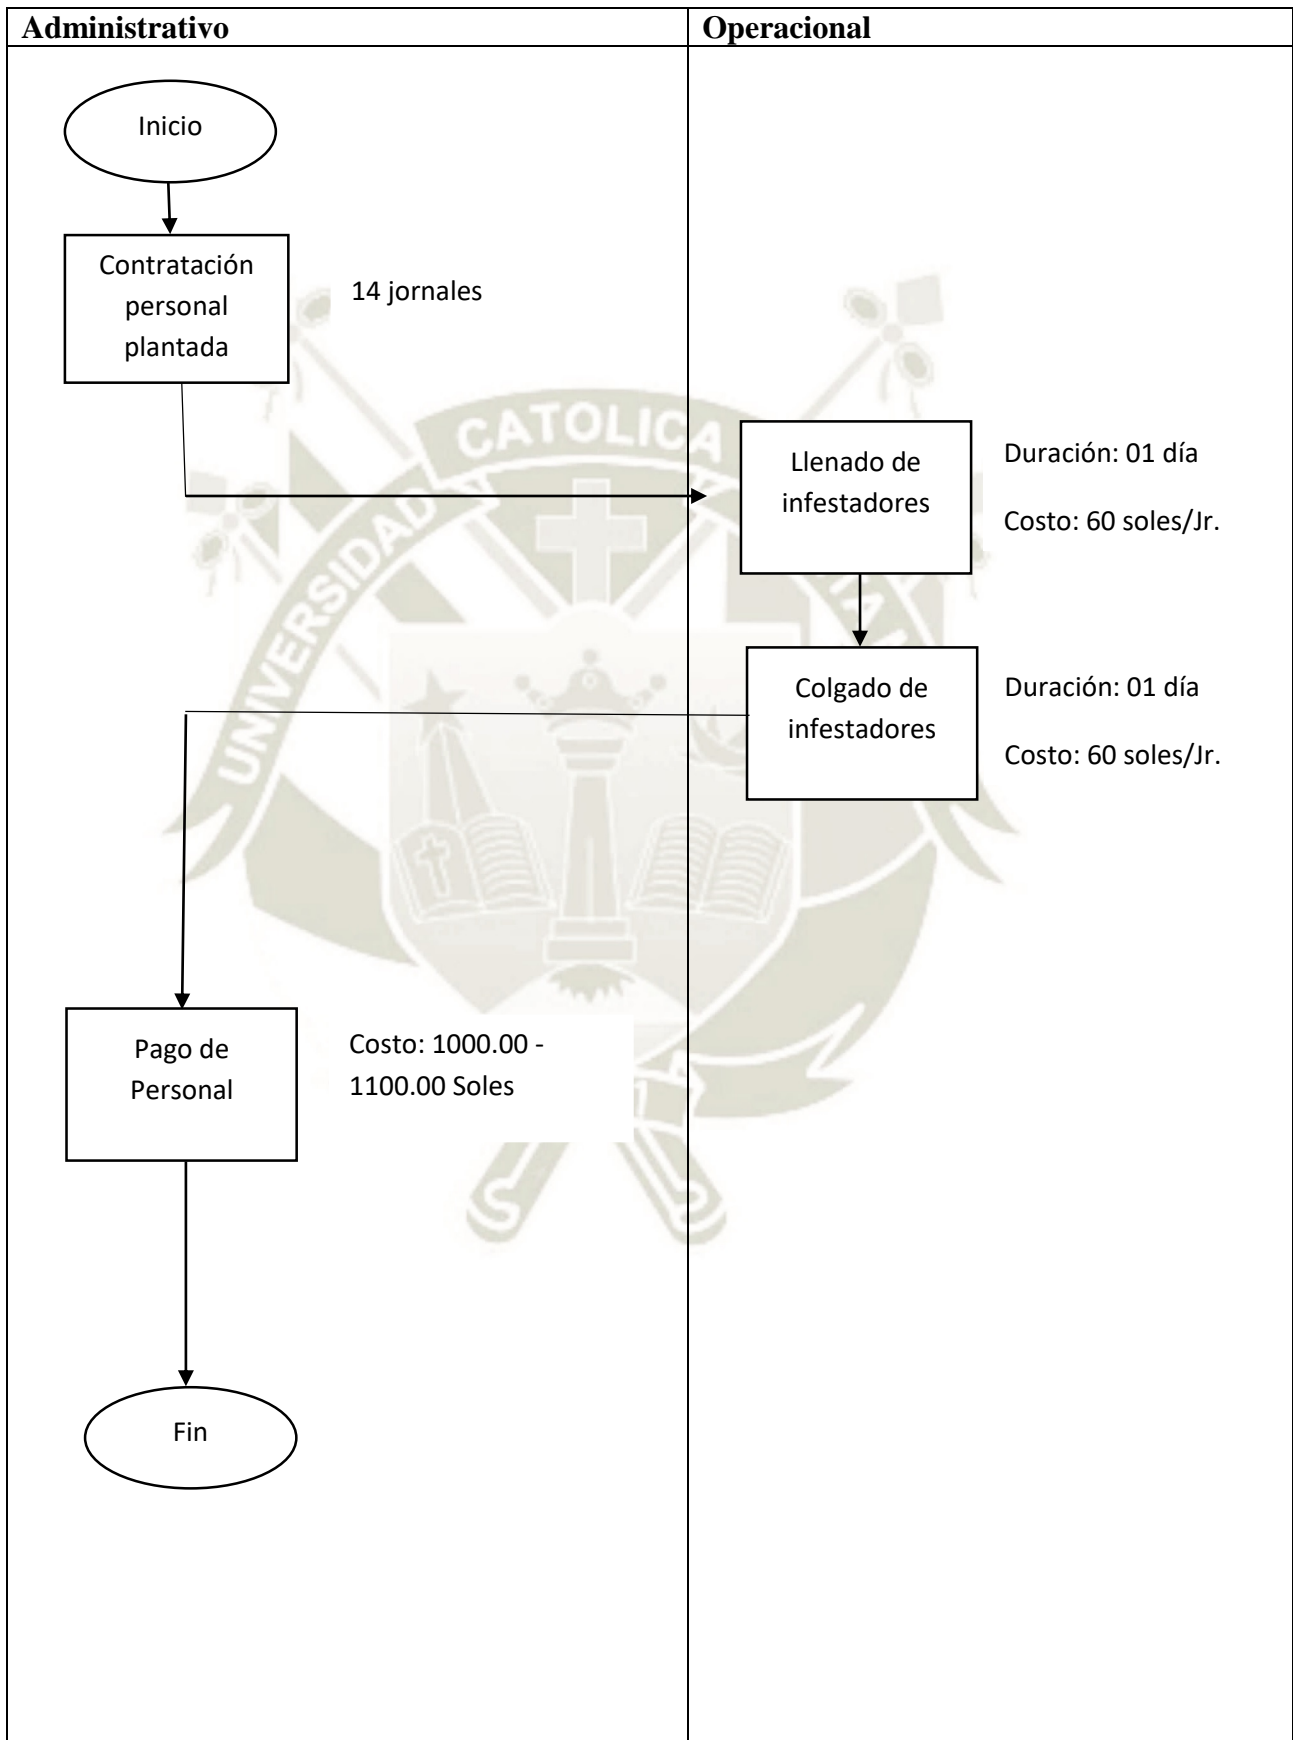 Administrativo
Operacional
Inicio
Contratación
personal
plantada
14 jornales
Llenado de
infestadores
Duración: 01 día
Costo: 60 soles/Jr.
Colgado de
infestadores
Duración: 01 día
Costo: 60 soles/Jr.
Pago de
Personal
Costo: 1000.00 -
1100.00 Soles
Fin
UNIVERSIDAD
CATOLICA